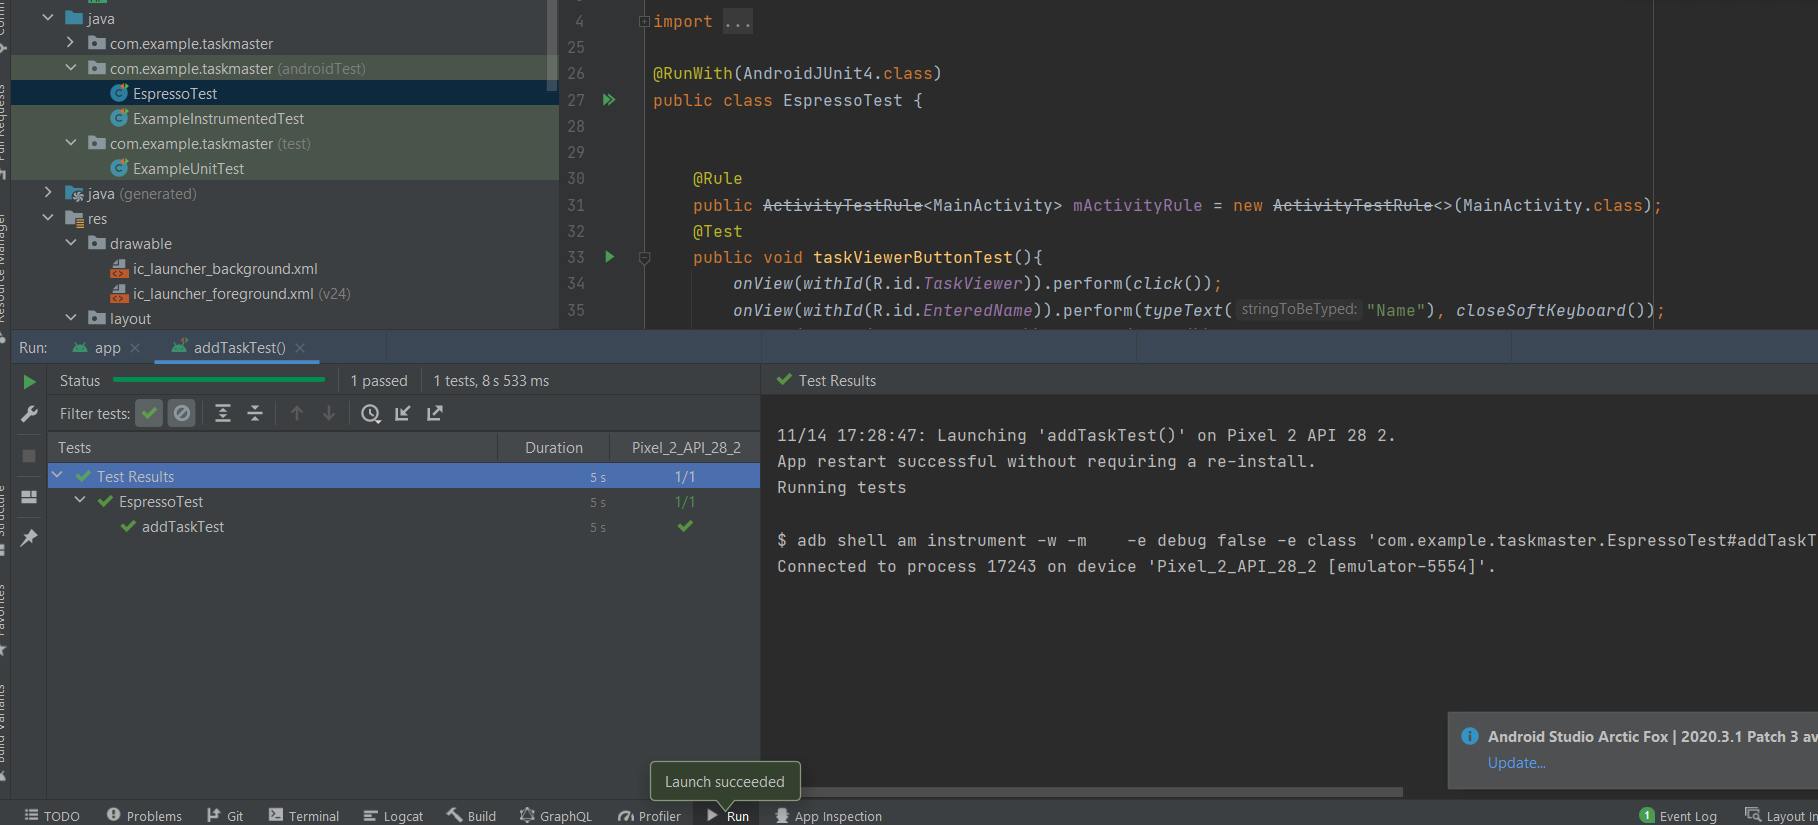 java
com.example.taskmaster
com.example.taskmaster (androidTest)
EspressoTest
ExampleInstrumentedTest
com.example.taskmaster (test)
ExampleUnitTest
java (generated)
res
drawable
ic_launcher_background.xml
ic_launcher_foreground.xml (v24)
layout
4 import ...
25
26 @RunWith(AndroidJUnit4.class)
27 public class EspressoTest {
28
29
30 @Rule
31 public ActivityTestRule<MainActivity> mActivityRule = new ActivityTestRule<>(MainActivity.class);
32 @Test
33 public void taskViewerButtonTest(){
34 onView(withId(R.id.TaskViewer)).perform(click());
35 onView(withId(R.id.EnteredName)).perform(typeText( stringToBeTyped: "Name"), closeSoftKeyboard());
Resource Manager
Structure
Favorites
Build Variants
Run: app addTaskTest()
Status 1 passed 1 tests, 8 s 533 ms
Filter tests:
Tests Duration Pixel_2_API_28_2
Test Results 5 s 1/1
EspressoTest 5 s 1/1
addTaskTest 5 s
Test Results
11/14 17:28:47: Launching 'addTaskTest()' on Pixel 2 API 28 2.
App restart successful without requiring a re-install.
Running tests
$ adb shell am instrument -w -m -e debug false -e class 'com.example.taskmaster.EspressoTest#addTaskT
Connected to process 17243 on device 'Pixel_2_API_28_2 [emulator-5554]'.
Android Studio Arctic Fox | 2020.3.1 Patch 3 av
Update...
Launch succeeded
TODO Problems Git Terminal Logcat Build GraphQL Profiler Run App Inspection 1 Event Log Layout In